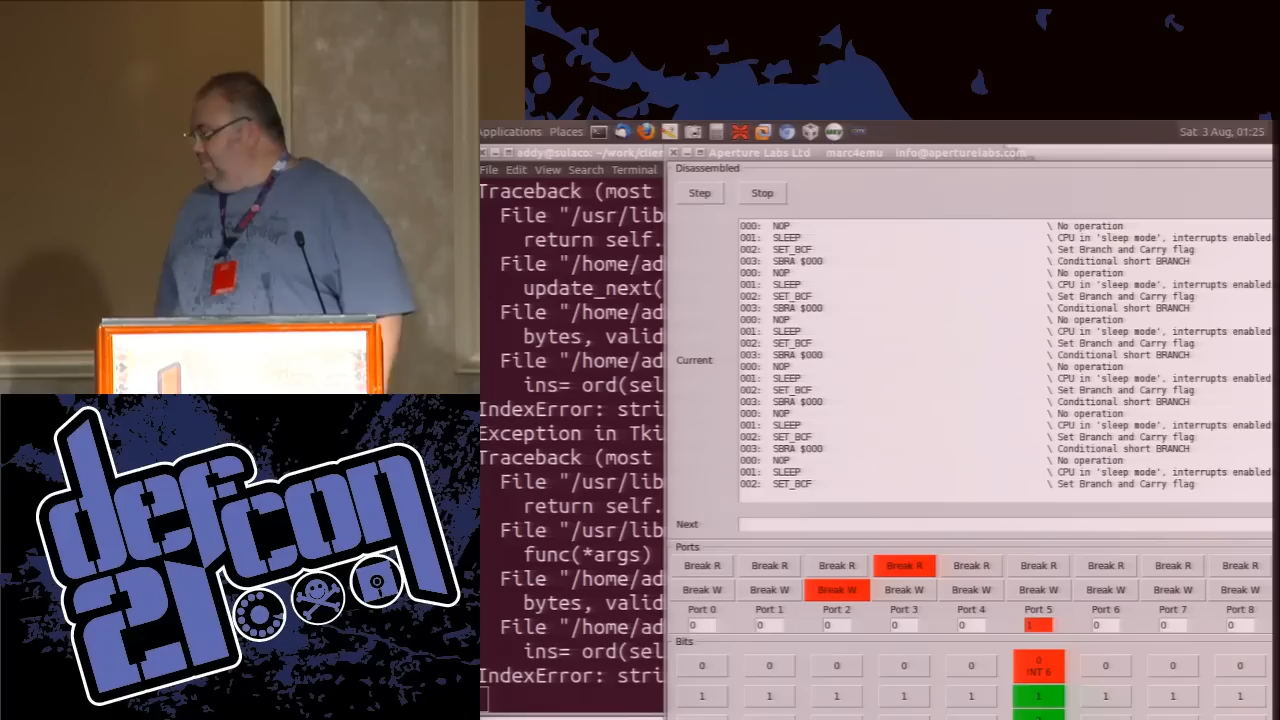 defcon
21
Applications Places Sat 3 Aug, 01:25
addy@sulaco: ~/work/clien
File Edit View Search Terminal
Traceback (most
File "/usr/lib
return self.
File "/home/ad
update_next(
File "/home/ad
bytes, valid
File "/home/ad
ins= ord(sel
IndexError: stri
Exception in Tki
Traceback (most
File "/usr/lib
return self.
File "/usr/lib
func(*args)
File "/home/ad
bytes, valid
File "/home/ad
ins= ord(sel
IndexError: stri
Aperture Labs Ltd marc4emu info@aperturelabs.com
Disassembled
Step Stop
000: NOP \ No operation
001: SLEEP \ CPU in 'sleep mode', interrupts enabled
002: SET_BCF \ Set Branch and Carry flag
003: SBRA $000 \ Conditional short BRANCH
000: NOP \ No operation
001: SLEEP \ CPU in 'sleep mode', interrupts enabled
002: SET_BCF \ Set Branch and Carry flag
003: SBRA $000 \ Conditional short BRANCH
000: NOP \ No operation
001: SLEEP \ CPU in 'sleep mode', interrupts enabled
002: SET_BCF \ Set Branch and Carry flag
003: SBRA $000 \ Conditional short BRANCH
000: NOP \ No operation
001: SLEEP \ CPU in 'sleep mode', interrupts enabled
002: SET_BCF \ Set Branch and Carry flag
003: SBRA $000 \ Conditional short BRANCH
000: NOP \ No operation
001: SLEEP \ CPU in 'sleep mode', interrupts enabled
002: SET_BCF \ Set Branch and Carry flag
003: SBRA $000 \ Conditional short BRANCH
000: NOP \ No operation
001: SLEEP \ CPU in 'sleep mode', interrupts enabled
002: SET_BCF \ Set Branch and Carry flag
Current
Next
Ports
Break R Break R Break R Break R Break R Break R Break R Break R Break R
Break W Break W Break W Break W Break W Break W Break W Break W Break W
Port 0 Port 1 Port 2 Port 3 Port 4 Port 5 Port 6 Port 7 Port 8
0 0 0 0 0 1 0 0 0
Bits
0 0 0 0 0 0 0 0 0
INT 6
1 1 1 1 1 1 1 1 1